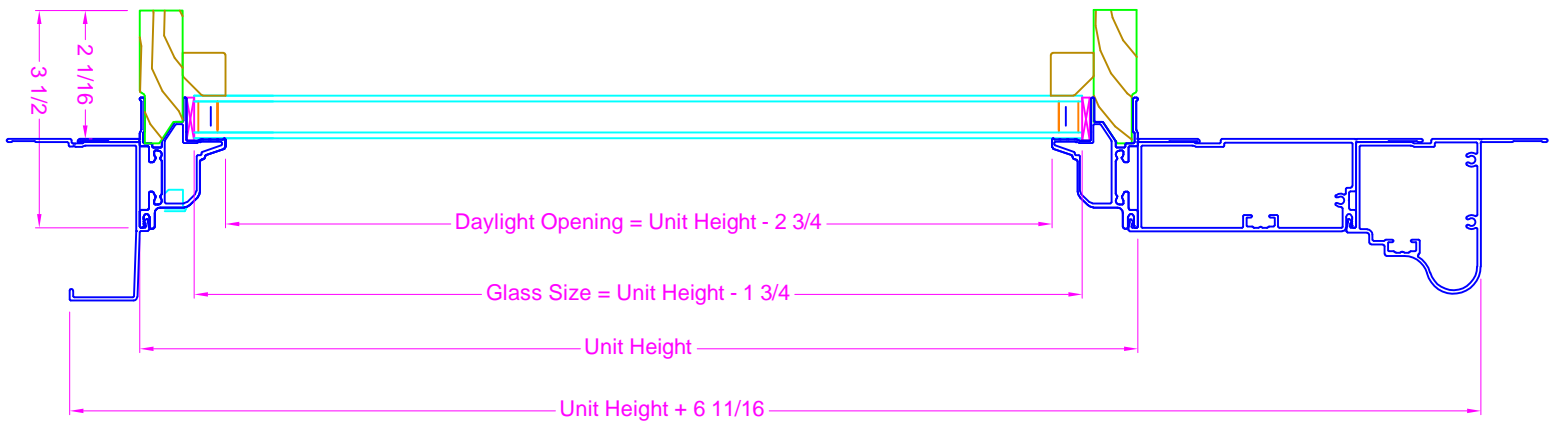 2 1/16
3 1/2
Daylight Opening = Unit Height - 2 3/4
Glass Size = Unit Height - 1 3/4
Unit Height
Unit Height + 6 11/16